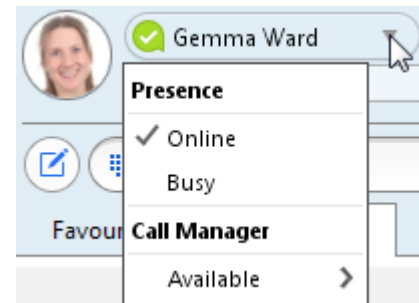 Gemma Ward
Presence
Online
Busy
Favour
Call Manager
Available